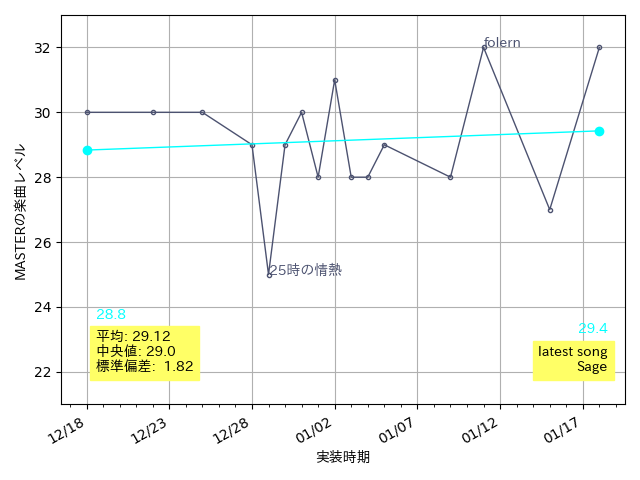 32
30
28
26
24
22
MASTERの楽曲レベル
folern
25時の情熱
28.8
平均: 29.12
中央値: 29.0
標準偏差: 1.82
29.4
latest song
Sage
12/18
12/23
12/28
01/02
01/07
01/12
01/17
実装時期